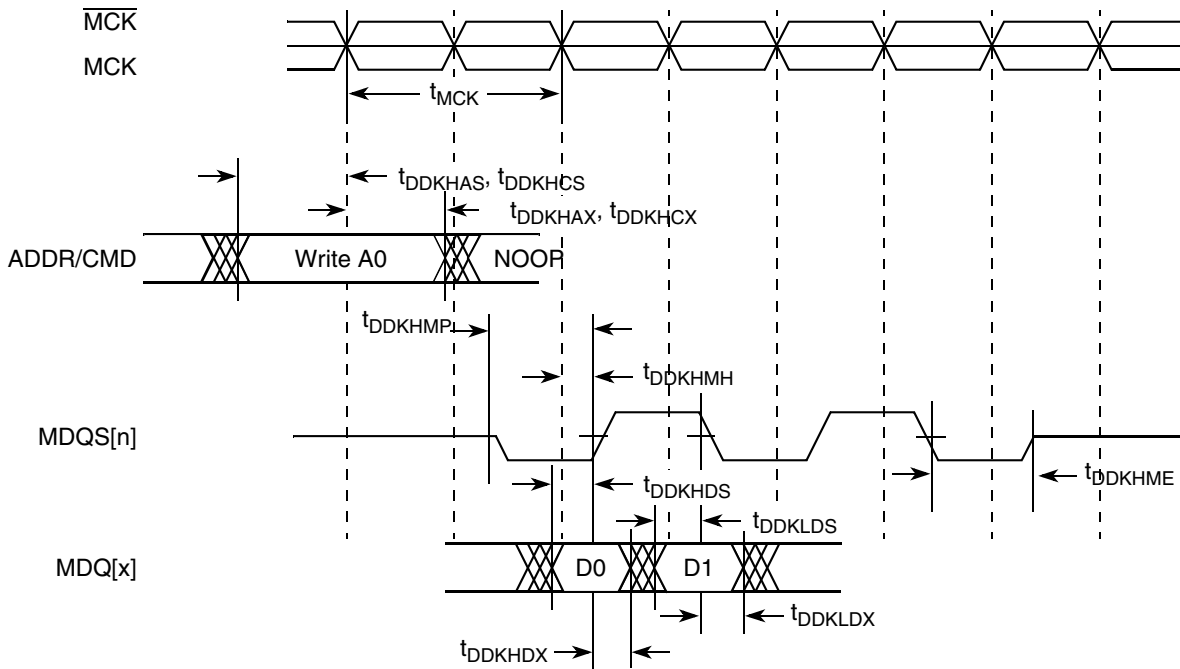 MCK
MCK
tMCK
tDDKHAS, tDDKHCS
tDDKHAX, tDDKHCX
ADDR/CMD
Write A0
NOOP
tDDKHMP
tDDKHMH
MDQS[n]
tDDKHME
tDDKHDS
tDDKLDS
MDQ[x]
D0
D1
tDDKLDX
tDDKHDX